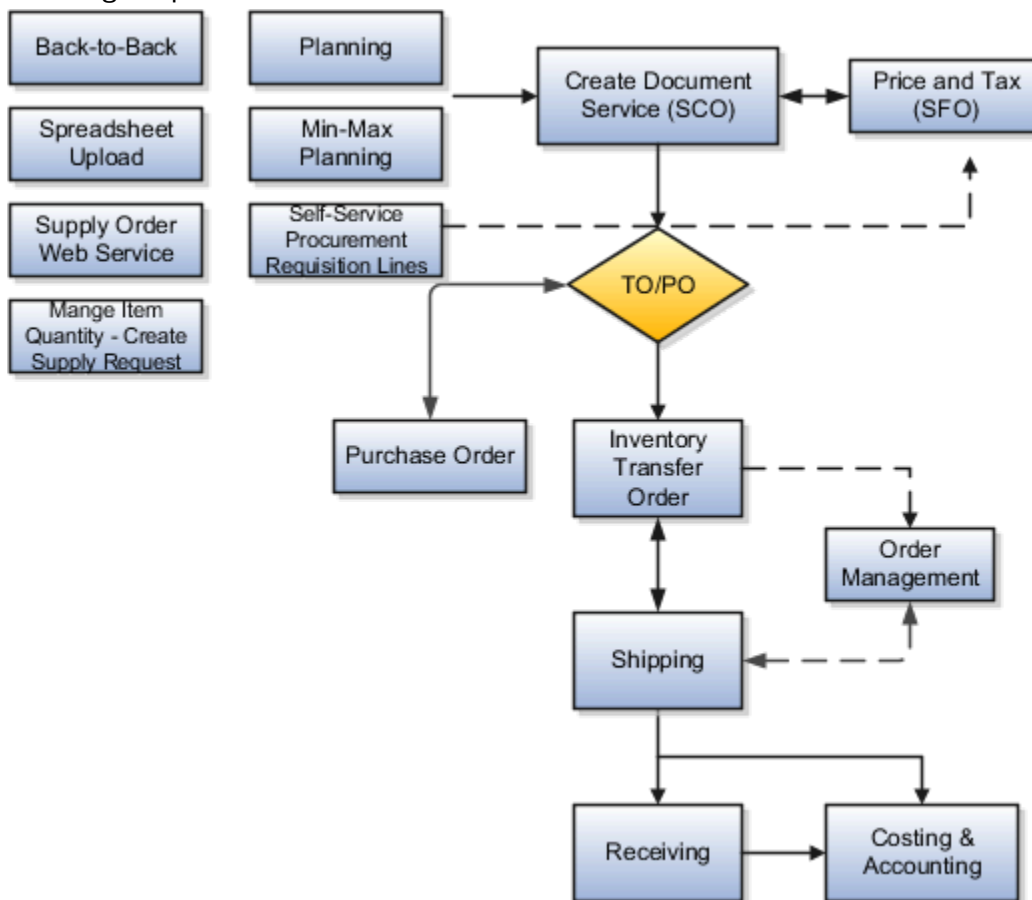 Back-to-Back
Planning
Create Document
Service (SCO)
Price and Tax
(SFO)
Spreadsheet
Upload
Min-Max
Planning
Supply Order
Web Service
Self-Service
Procurement
Requisition Lines
TO/PO
Mange Item
Quantity - Create
Supply Request
Purchase Order
Inventory
Transfer
Order
Order
Management
Shipping
Receiving
Costing &
Accounting